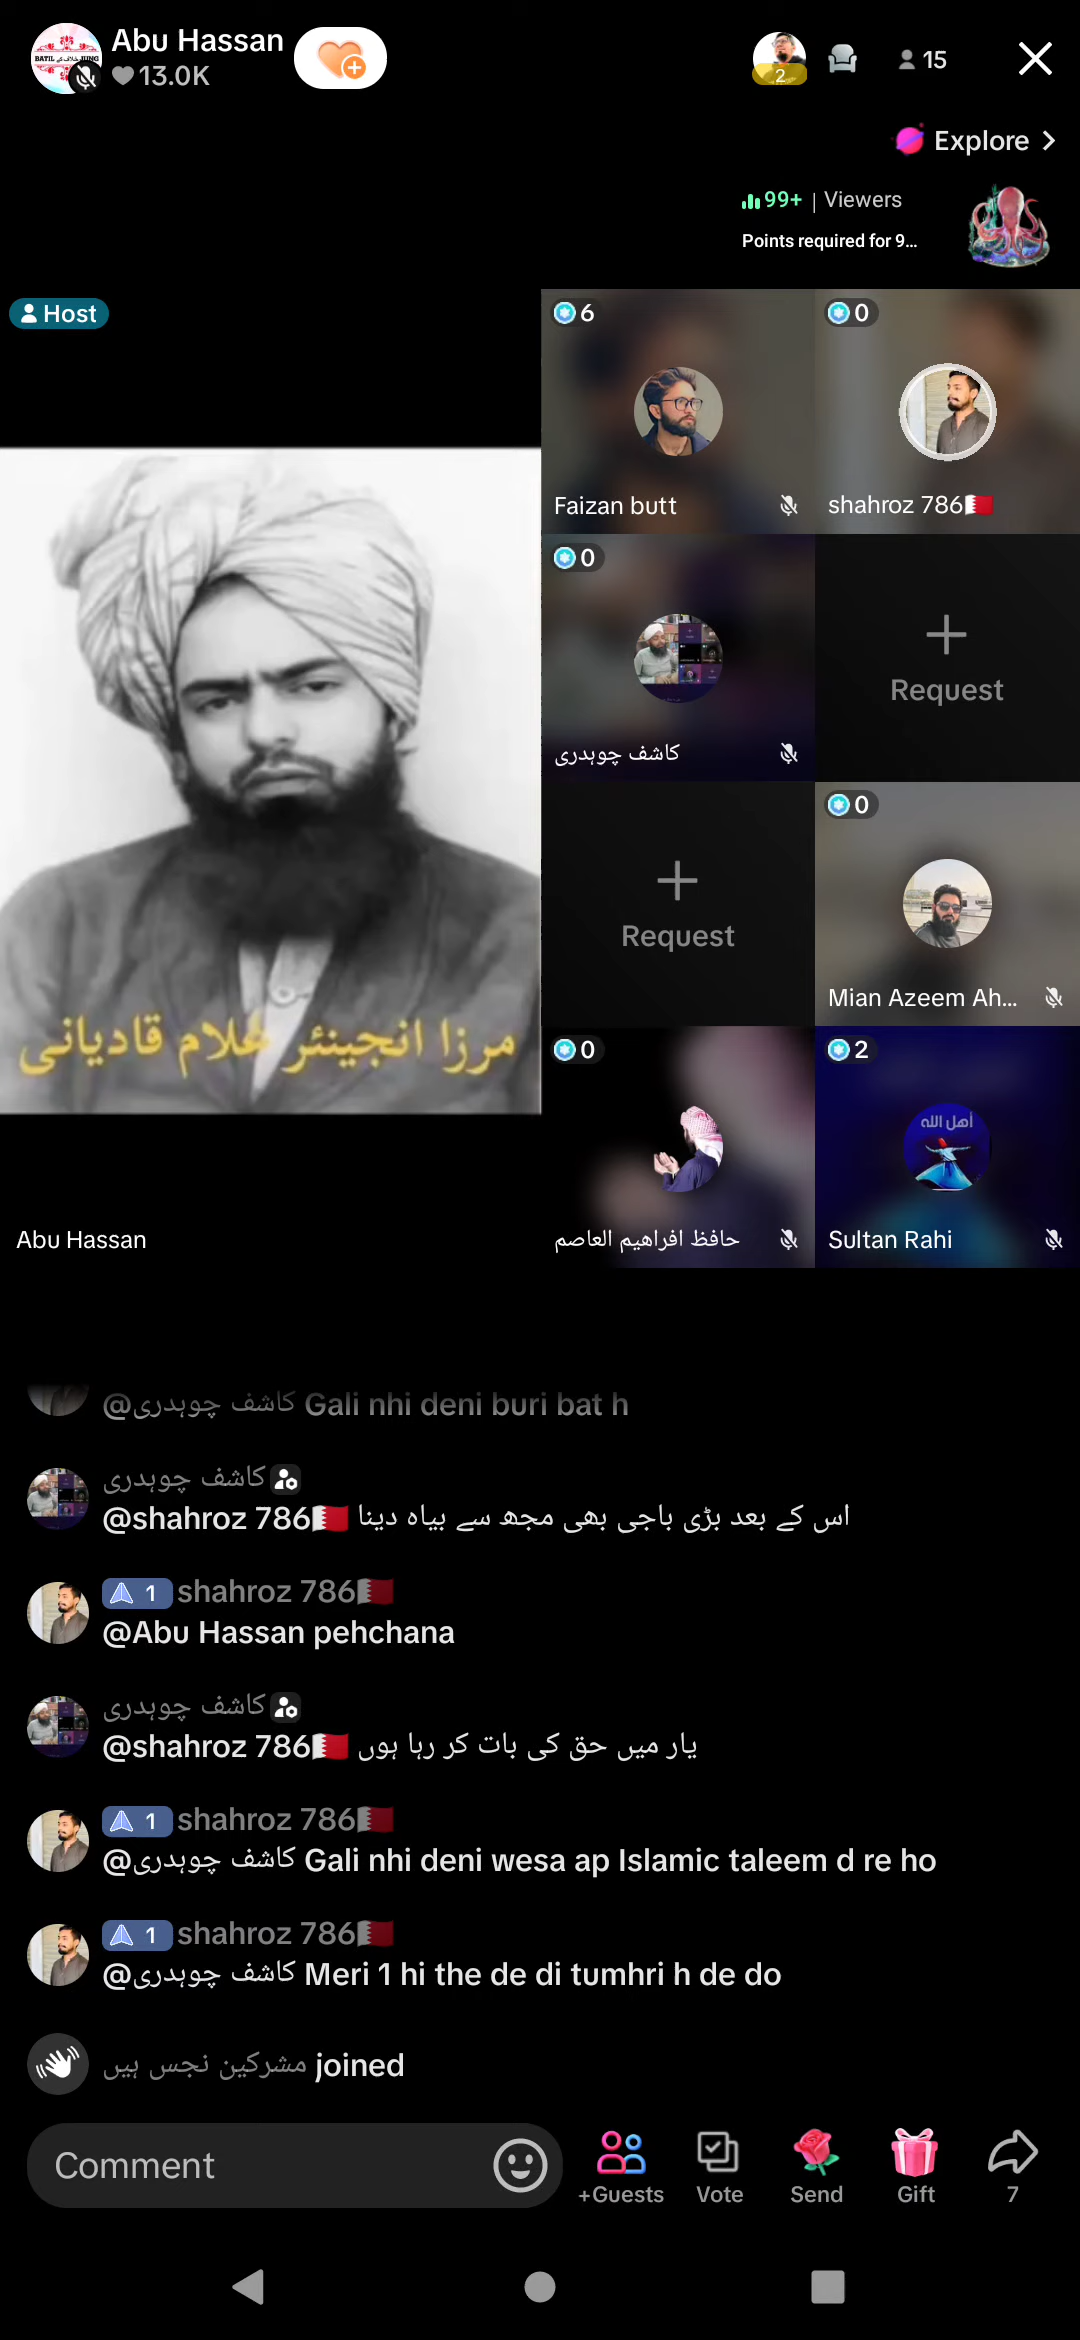 Abu Hassan
13.0K
2
15
Explore
99+ | Viewers
Points required for 9...
Host
6
Faizan butt
0
shahroz 786🇧🇭
0
کاشف چوہدری
Request
Request
0
Mian Azeem Ah...
مرزا انجینئر غلام قادیانی
Abu Hassan
0
حافظ افراهيم العاصم
2
أهل الله
Sultan Rahi
@کاشف چوہدری Gali nhi deni buri bat h
کاشف چوہدری
@shahroz 786🇧🇭 اس کے بعد بڑی باجی بھی مجھ سے بیاہ دینا
1 shahroz 786🇧🇭
@Abu Hassan pehchana
کاشف چوہدری
@shahroz 786🇧🇭 یار میں حق کی بات کر رہا ہوں
1 shahroz 786🇧🇭
@کاشف چوہدری Gali nhi deni wesa ap Islamic taleem d re ho
1 shahroz 786🇧🇭
@کاشف چوہدری Meri 1 hi the de di tumhri h de do
مشرکین نجس ہیں joined
Comment
+Guests
Vote
Send
Gift
7